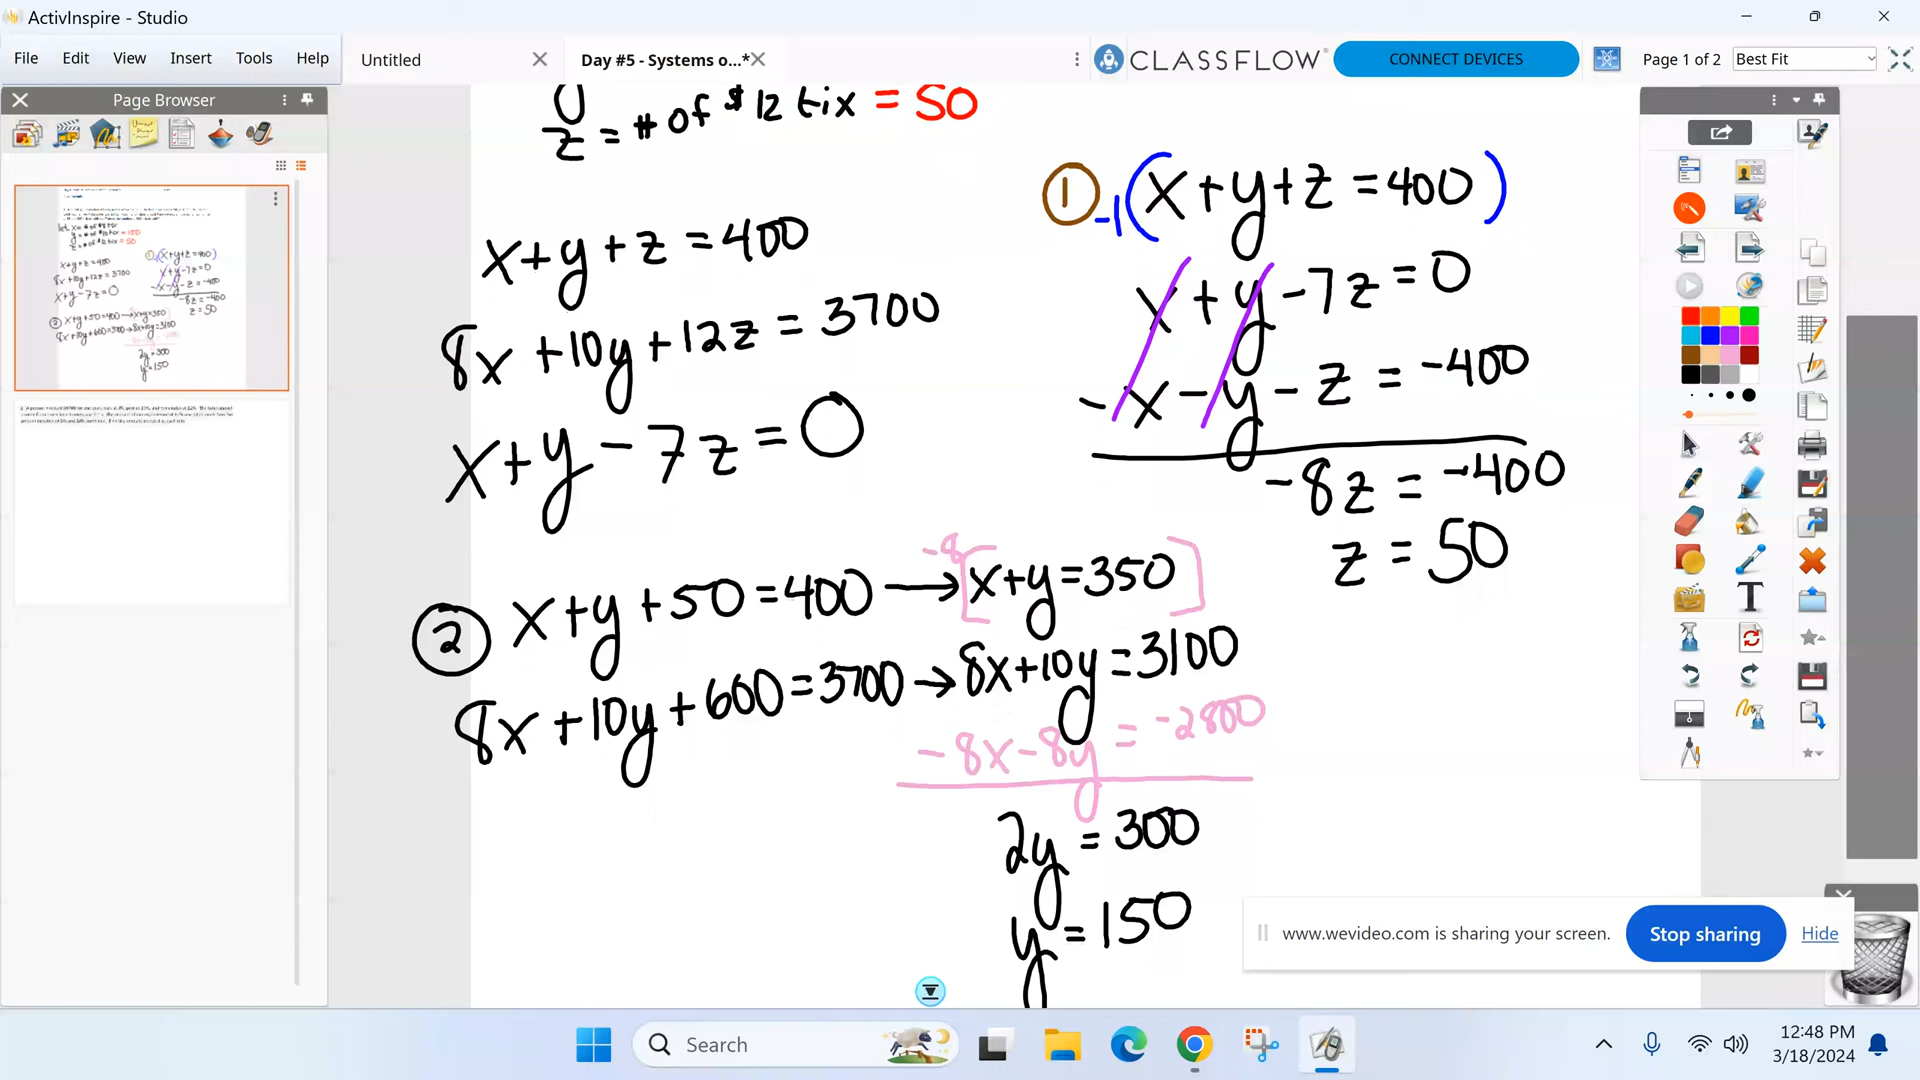 ActivInspire - Studio
File Edit View Insert Tools Help
Untitled
Day #5 - Systems o...*
CLASSFLOW
CONNECT DEVICES
Page 1 of 2
Best Fit
Page Browser
z = # of $12 tix = 50
x+y+z=400
8x+10y+12z=3700
x+y-7z=0
① -1(x+y+z=400)
x+y-7z=0
-x-y-z=-400
-8z=-400
z=50
② x+y+50=400→-8[x+y=350]
8x+10y+600=3700→8x+10y=3100
-8x-8y=-2800
2y=300
y=150
www.wevideo.com is sharing your screen.
Stop sharing
Hide
Search
12:48 PM
3/18/2024